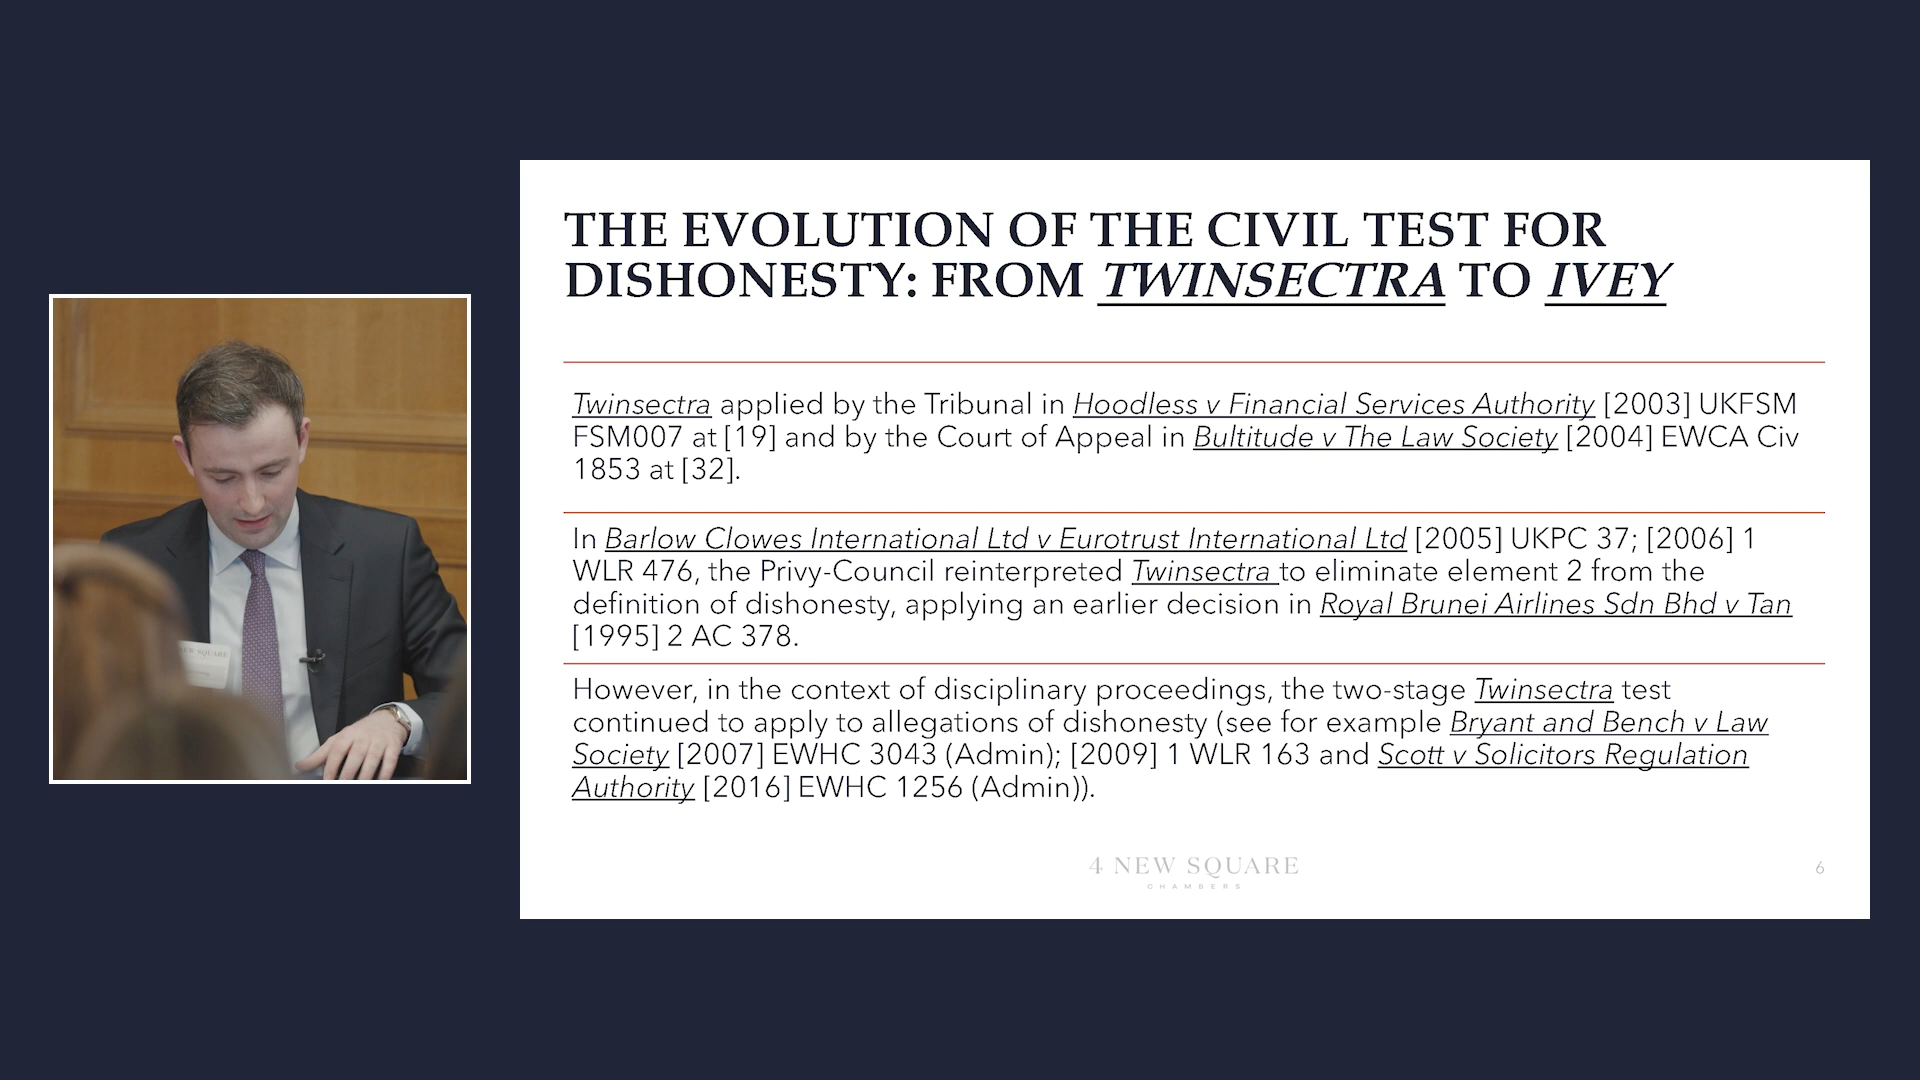 THE EVOLUTION OF THE CIVIL TEST FOR
DISHONESTY: FROM TWINSECTRA TO IVEY
Twinsectra applied by the Tribunal in Hoodless v Financial Services Authority [2003] UKFSM
FSM007 at [19] and by the Court of Appeal in Bultitude v The Law Society [2004] EWCA Civ
1853 at [32].
In Barlow Clowes International Ltd v Eurotrust International Ltd [2005] UKPC 37; [2006] 1
WLR 476, the Privy-Council reinterpreted Twinsectra to eliminate element 2 from the
definition of dishonesty, applying an earlier decision in Royal Brunei Airlines Sdn Bhd v Tan
[1995] 2 AC 378.
However, in the context of disciplinary proceedings, the two-stage Twinsectra test
continued to apply to allegations of dishonesty (see for example Bryant and Bench v Law
Society [2007] EWHC 3043 (Admin); [2009] 1 WLR 163 and Scott v Solicitors Regulation
Authority [2016] EWHC 1256 (Admin)).
4 NEW SQUARE
CHAMBERS
6
SQUARE